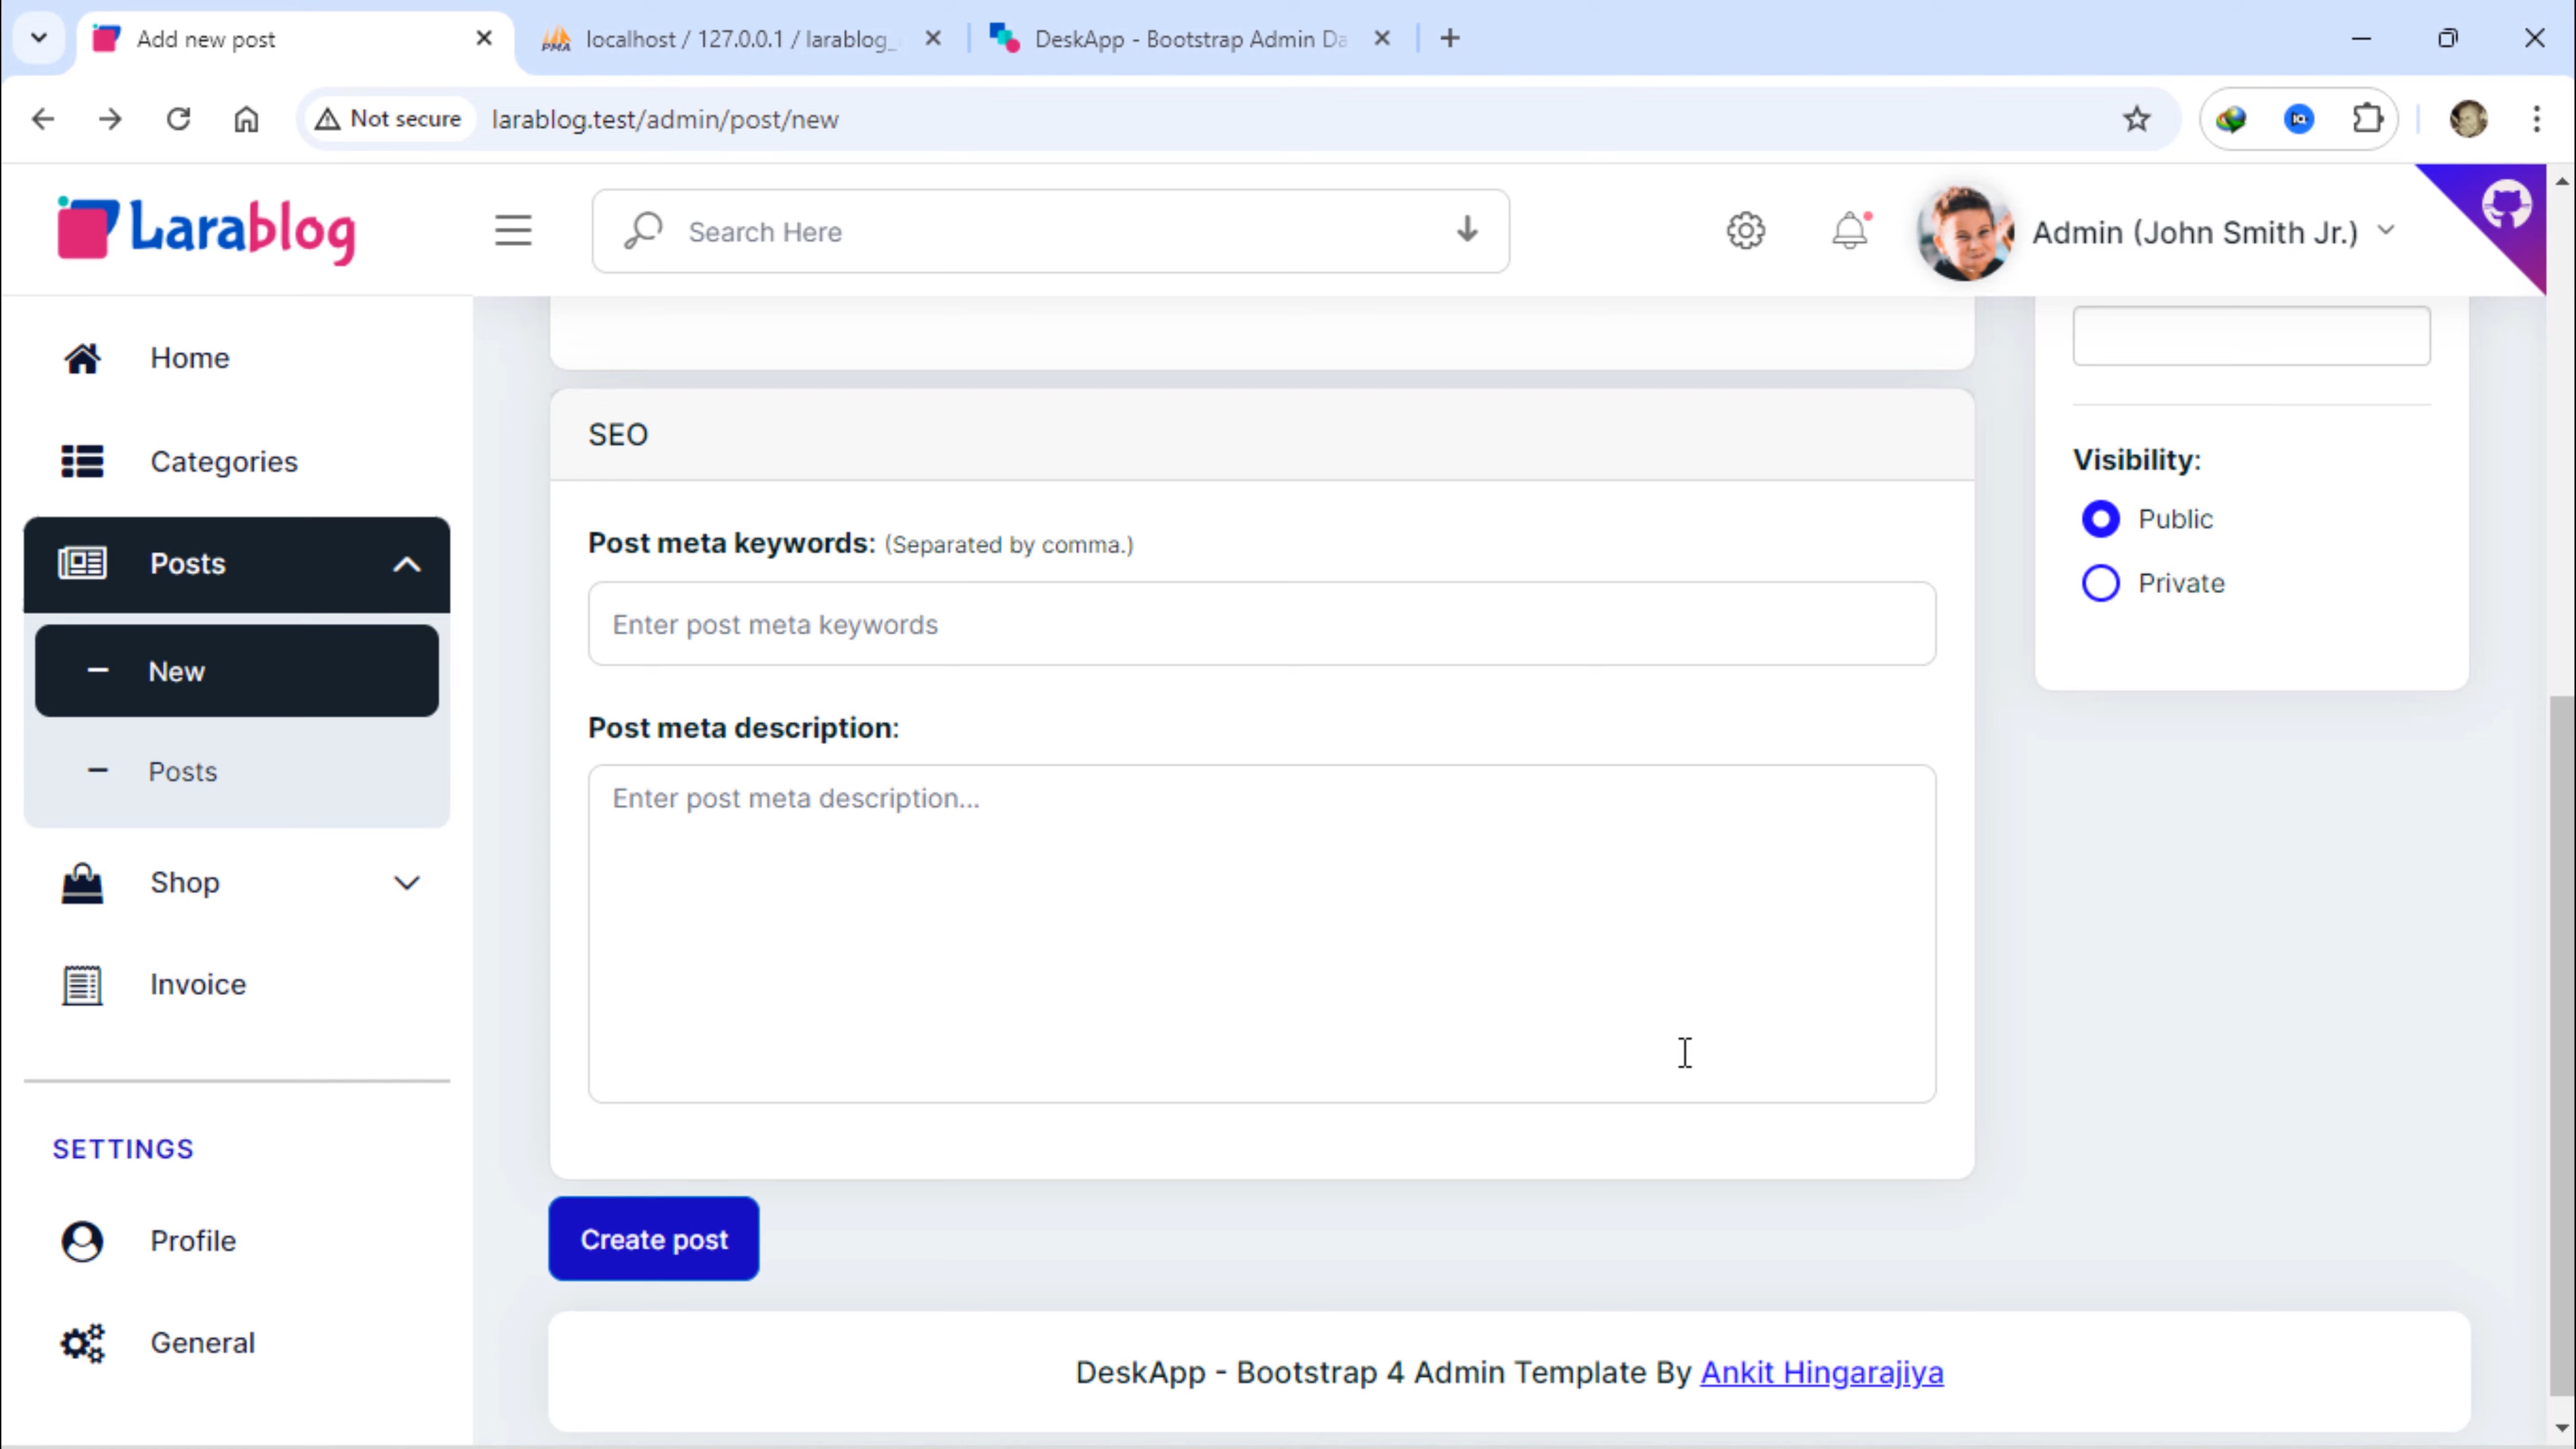 Add new post
localhost / 127.0.0.1 / larablog_
DeskApp - Bootstrap Admin Da
Not secure
larablog.test/admin/post/new
Larablog
Search Here
Admin (John Smith Jr.)
Home
Categories
Posts
New
Posts
Shop
Invoice
SETTINGS
Profile
General
SEO
Post meta keywords: (Separated by comma.)
Enter post meta keywords
Post meta description:
Enter post meta description...
Create post
Visibility:
Public
Private
DeskApp - Bootstrap 4 Admin Template By Ankit Hingarajiya